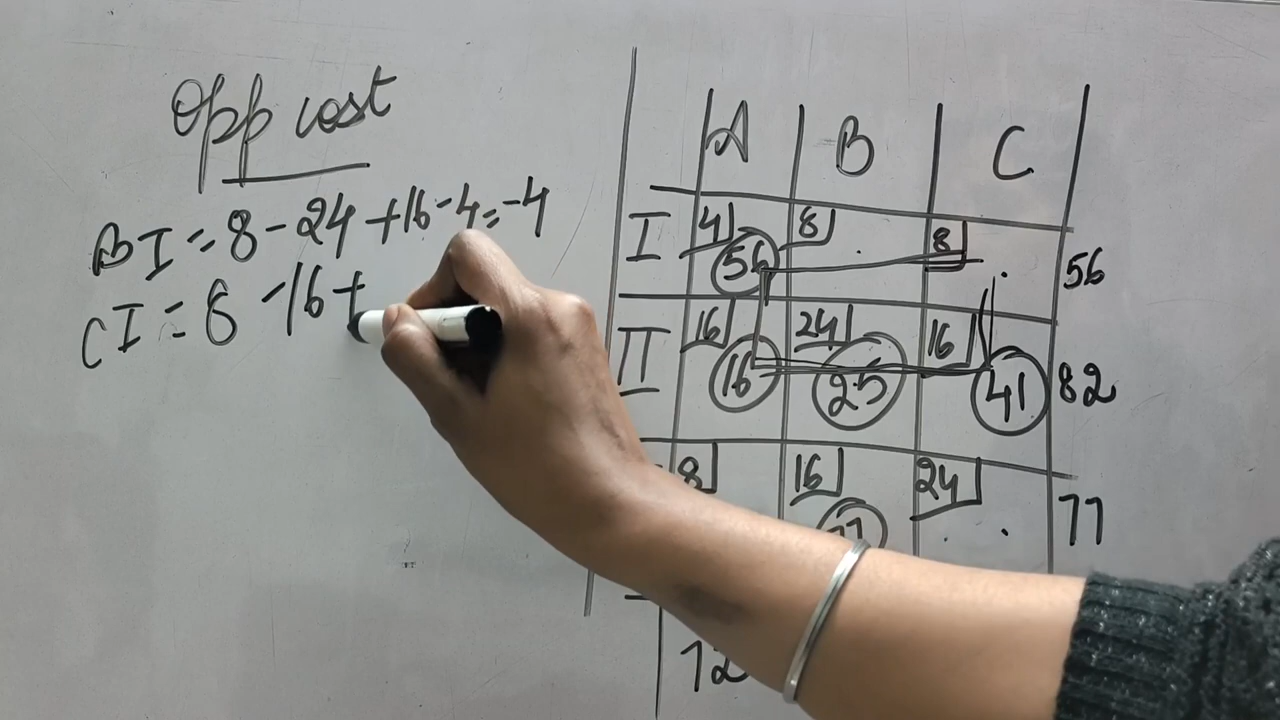 Opp cost
BI = 8 - 24 + 16 - 4 = -4
CI = 8 - 16 +
A B C
I 4 56 8 8 56
II 16 16 24 25 16 41 82
8 16 24 77
72